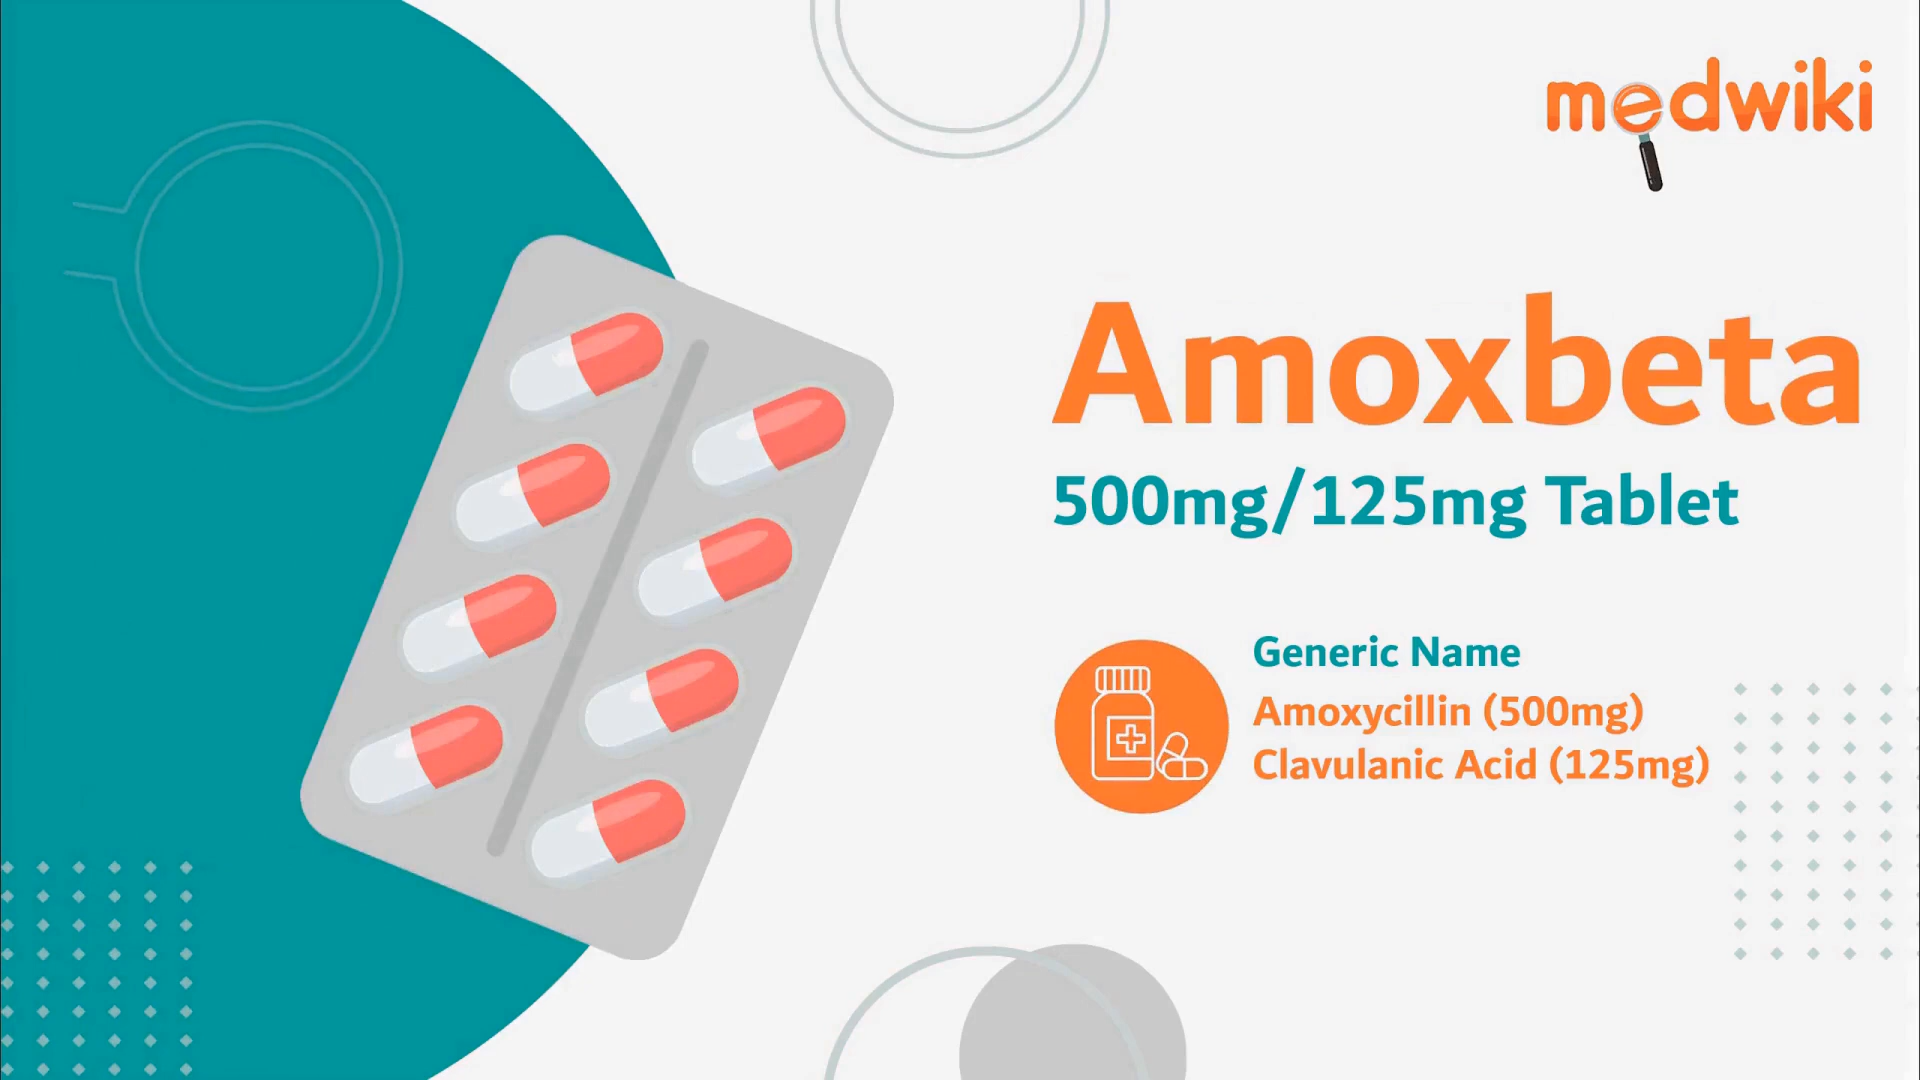 medwiki
Amoxbeta
500mg/125mg Tablet
Generic Name
Amoxycillin (500mg)
Clavulanic Acid (125mg)